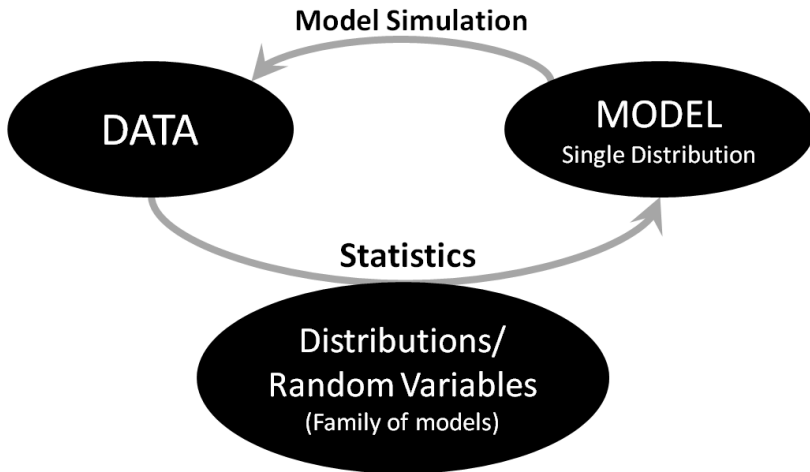 Model Simulation
DATA
MODEL
Single Distribution
Statistics
Distributions/
Random Variables
(Family of models)